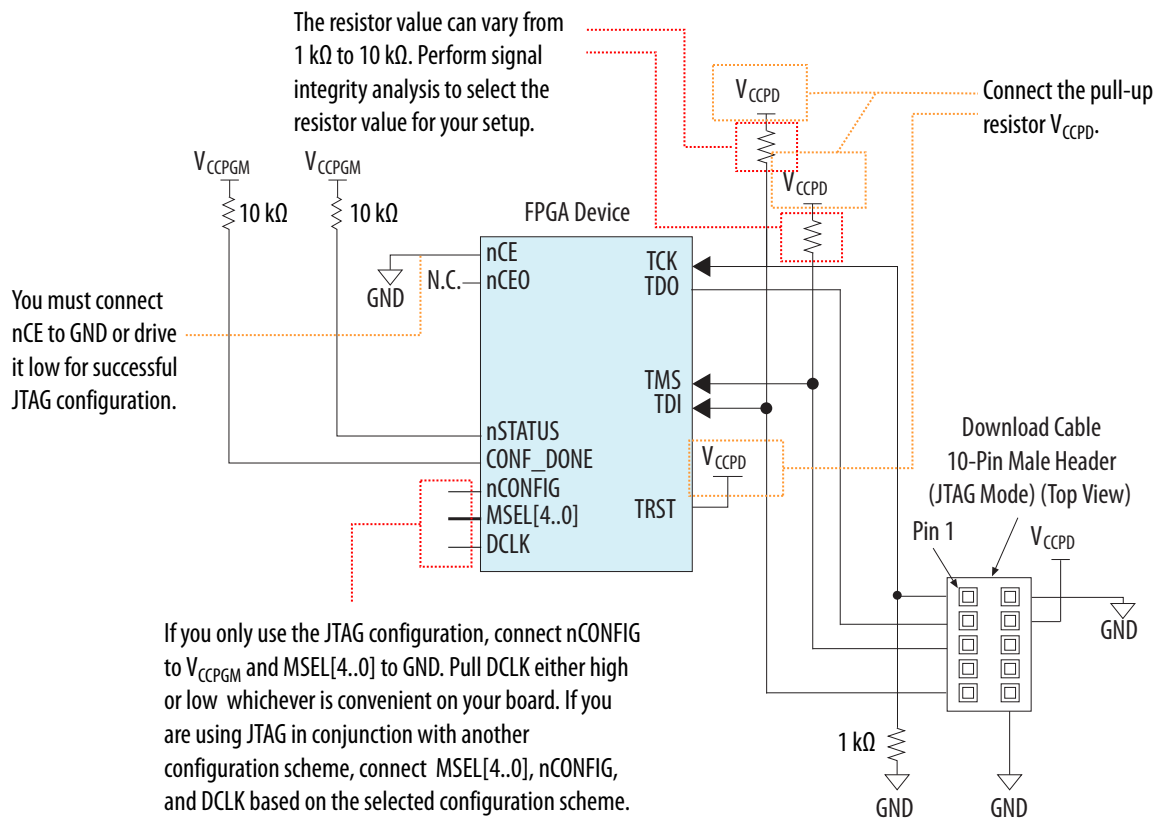 The resistor value can vary from
1 kΩ to 10 kΩ. Perform signal
integrity analysis to select the
resistor value for your setup.
VCCPD
Connect the pull-up
resistor VCCPD.
VCCPGM
VCCPGM
VCCPD
10 kΩ
10 kΩ
FPGA Device
nCE
nCEO
N.C.
GND
TCK
TDO
You must connect
nCE to GND or drive
it low for successful
JTAG configuration.
TMS
TDI
nSTATUS
CONF_DONE
nCONFIG
MSEL[4..0]
DCLK
VCCPD
TRST
Download Cable
10-Pin Male Header
(JTAG Mode) (Top View)
Pin 1
VCCPD
GND
If you only use the JTAG configuration, connect nCONFIG
to VCCPGM and MSEL[4..0] to GND. Pull DCLK either high
or low whichever is convenient on your board. If you
are using JTAG in conjunction with another
configuration scheme, connect MSEL[4..0], nCONFIG,
and DCLK based on the selected configuration scheme.
1 kΩ
GND
GND